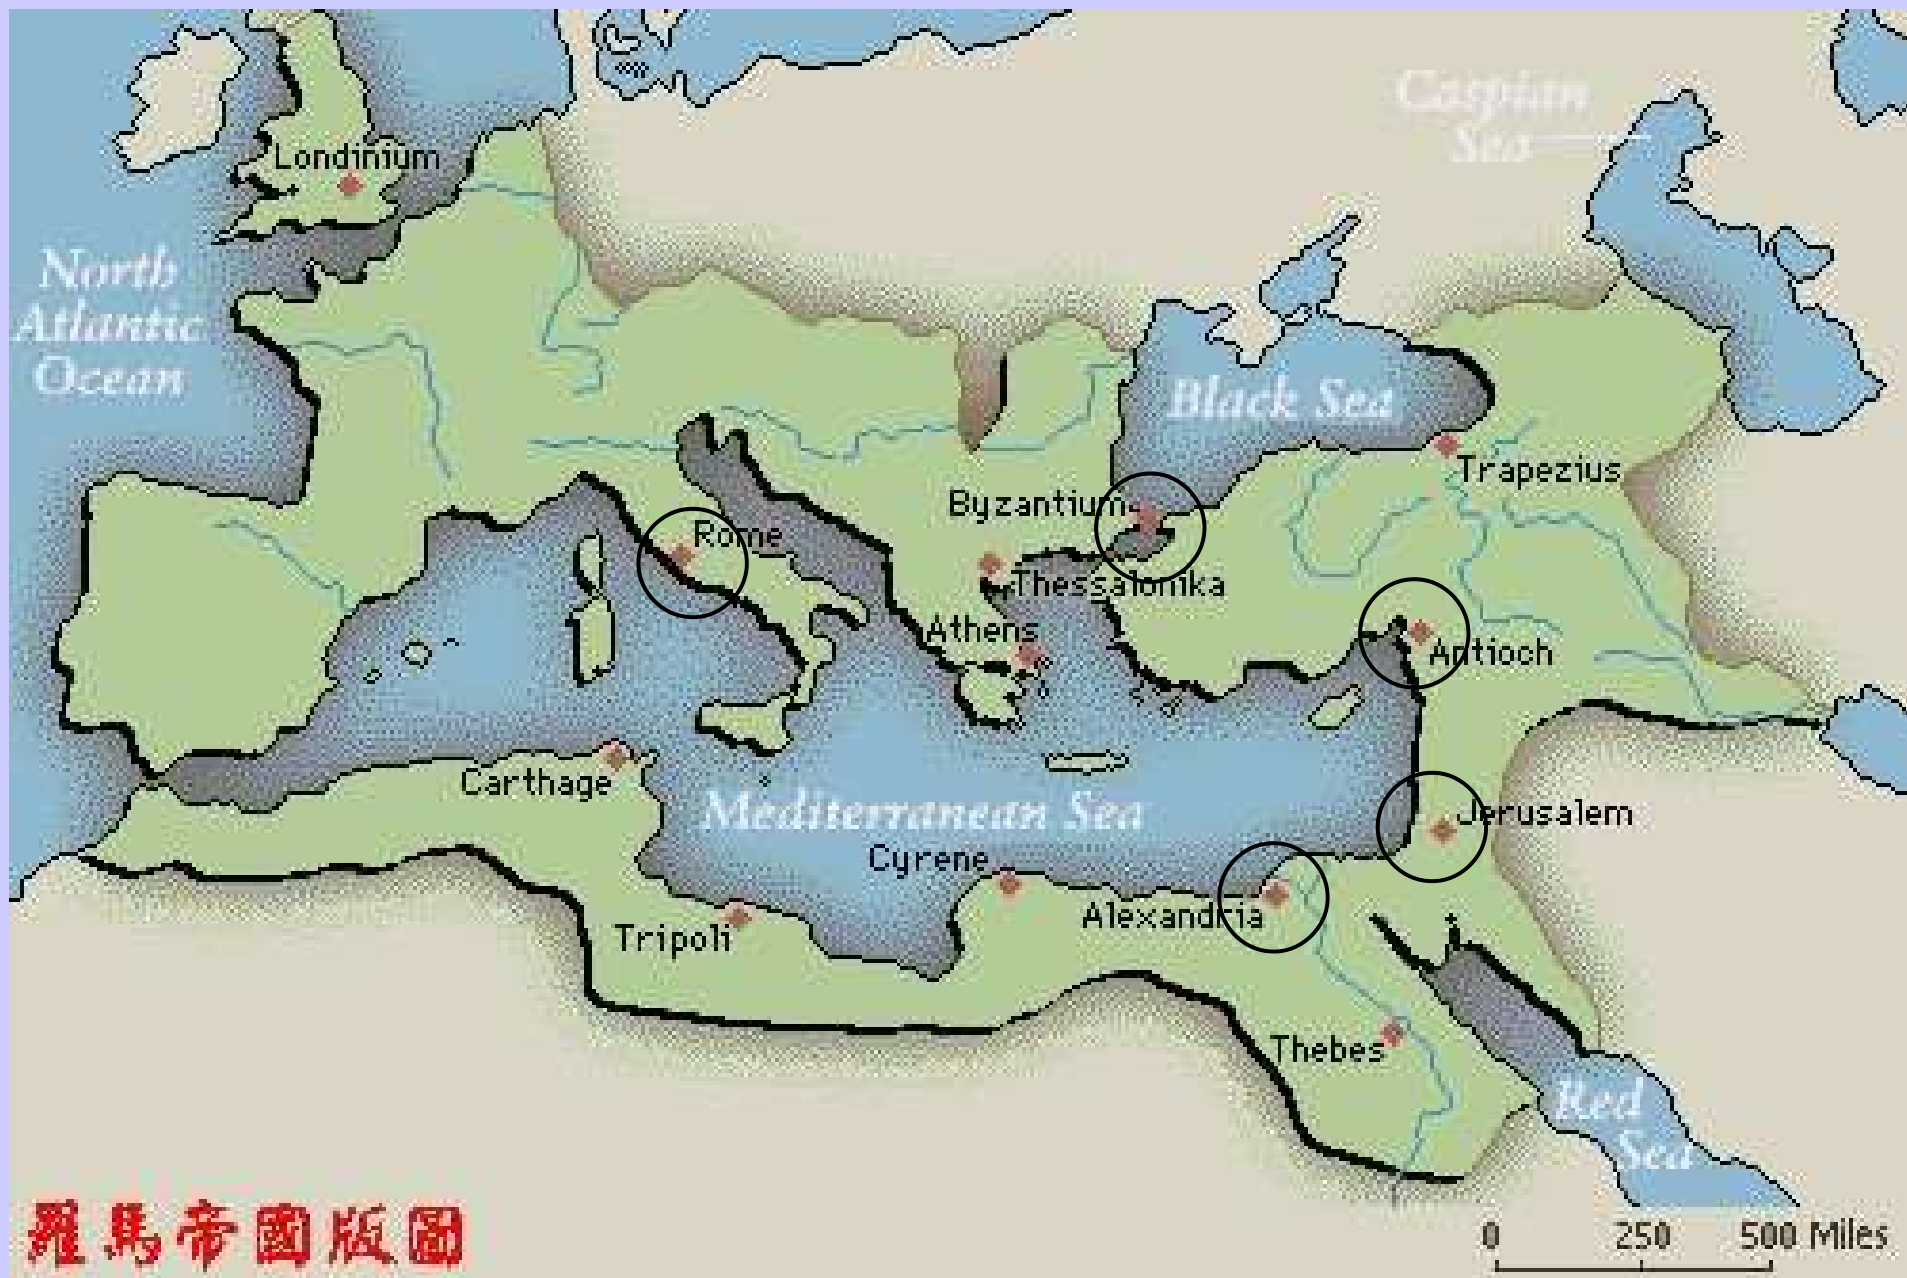 Caspian
Sea
Londinium
North
Atlantic
Ocean
Black Sea
Trapezius
Byzantium
Rome
Thessalonika
Athens
Antioch
Carthage
Mediterranean Sea
Jerusalem
Cyrene
Alexandria
Tripoli
Thebes
Red
Sea
羅馬帝國版圖
0 250 500 Miles